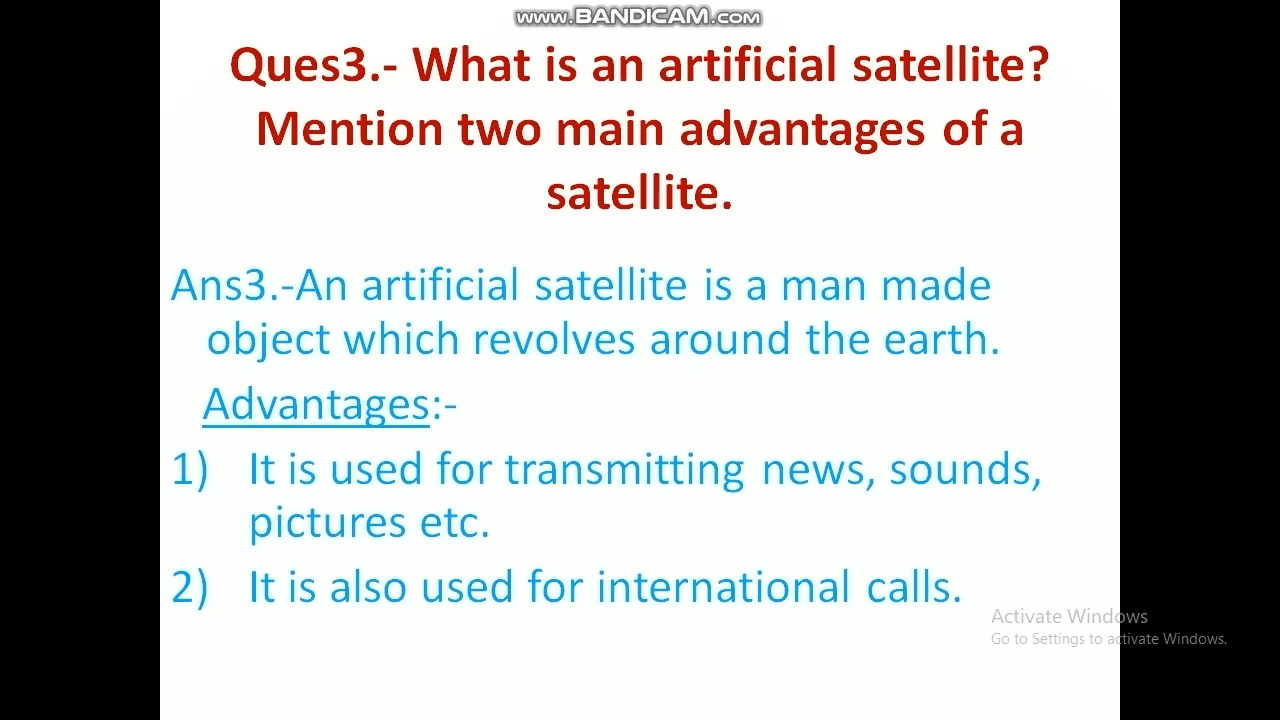 www.BANDICAM.com
Ques3.- What is an artificial satellite?
Mention two main advantages of a
satellite.
Ans3.-An artificial satellite is a man made
object which revolves around the earth.
Advantages:-
1) It is used for transmitting news, sounds,
pictures etc.
2) It is also used for international calls.
Activate Windows
Go to Settings to activate Windows.